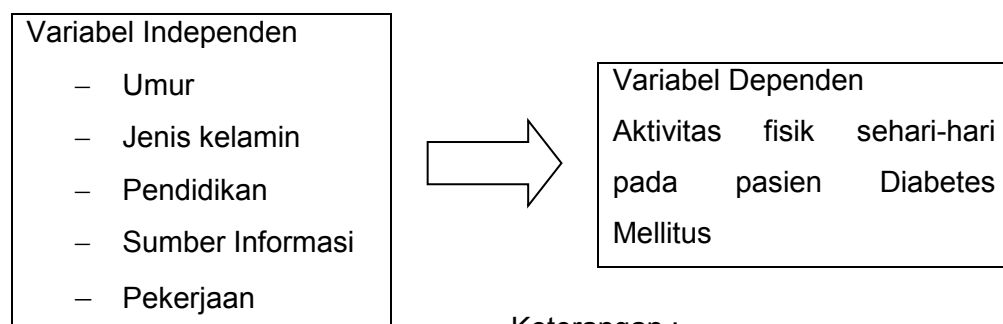 Variabel Independen
– Umur
– Jenis kelamin
– Pendidikan
– Sumber Informasi
– Pekerjaan
Variabel Dependen
Aktivitas fisik sehari-hari
pada pasien Diabetes
Mellitus
Keterangan :